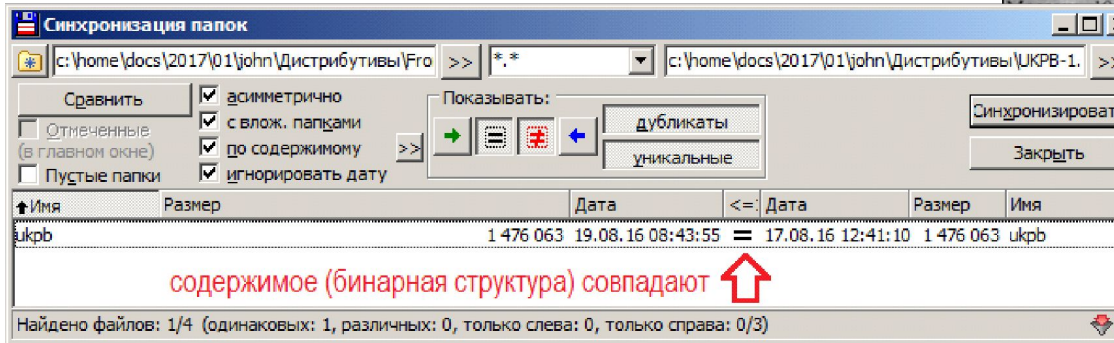 Синхронизация папок
c:\home\docs\2017\01\john\Дистрибутивы\Fro >> *.* c:\home\docs\2017\01\john\Дистрибутивы\UKPB-1. >>
Сравнить
Отмеченные
(в главном окне)
Пустые папки
асимметрично
с влож. папками
по содержимому
игнорировать дату
>>
Показывать:
дубликаты
уникальные
Синхронизироват
Закрыть
Имя Размер Дата <=: Дата Размер Имя
ukpb 1 476 063 19.08.16 08:43:55 = 17.08.16 12:41:10 1 476 063 ukpb
содержимое (бинарная структура) совпадают
Найдено файлов: 1/4 (одинаковых: 1, различных: 0, только слева: 0, только справа: 0/3)